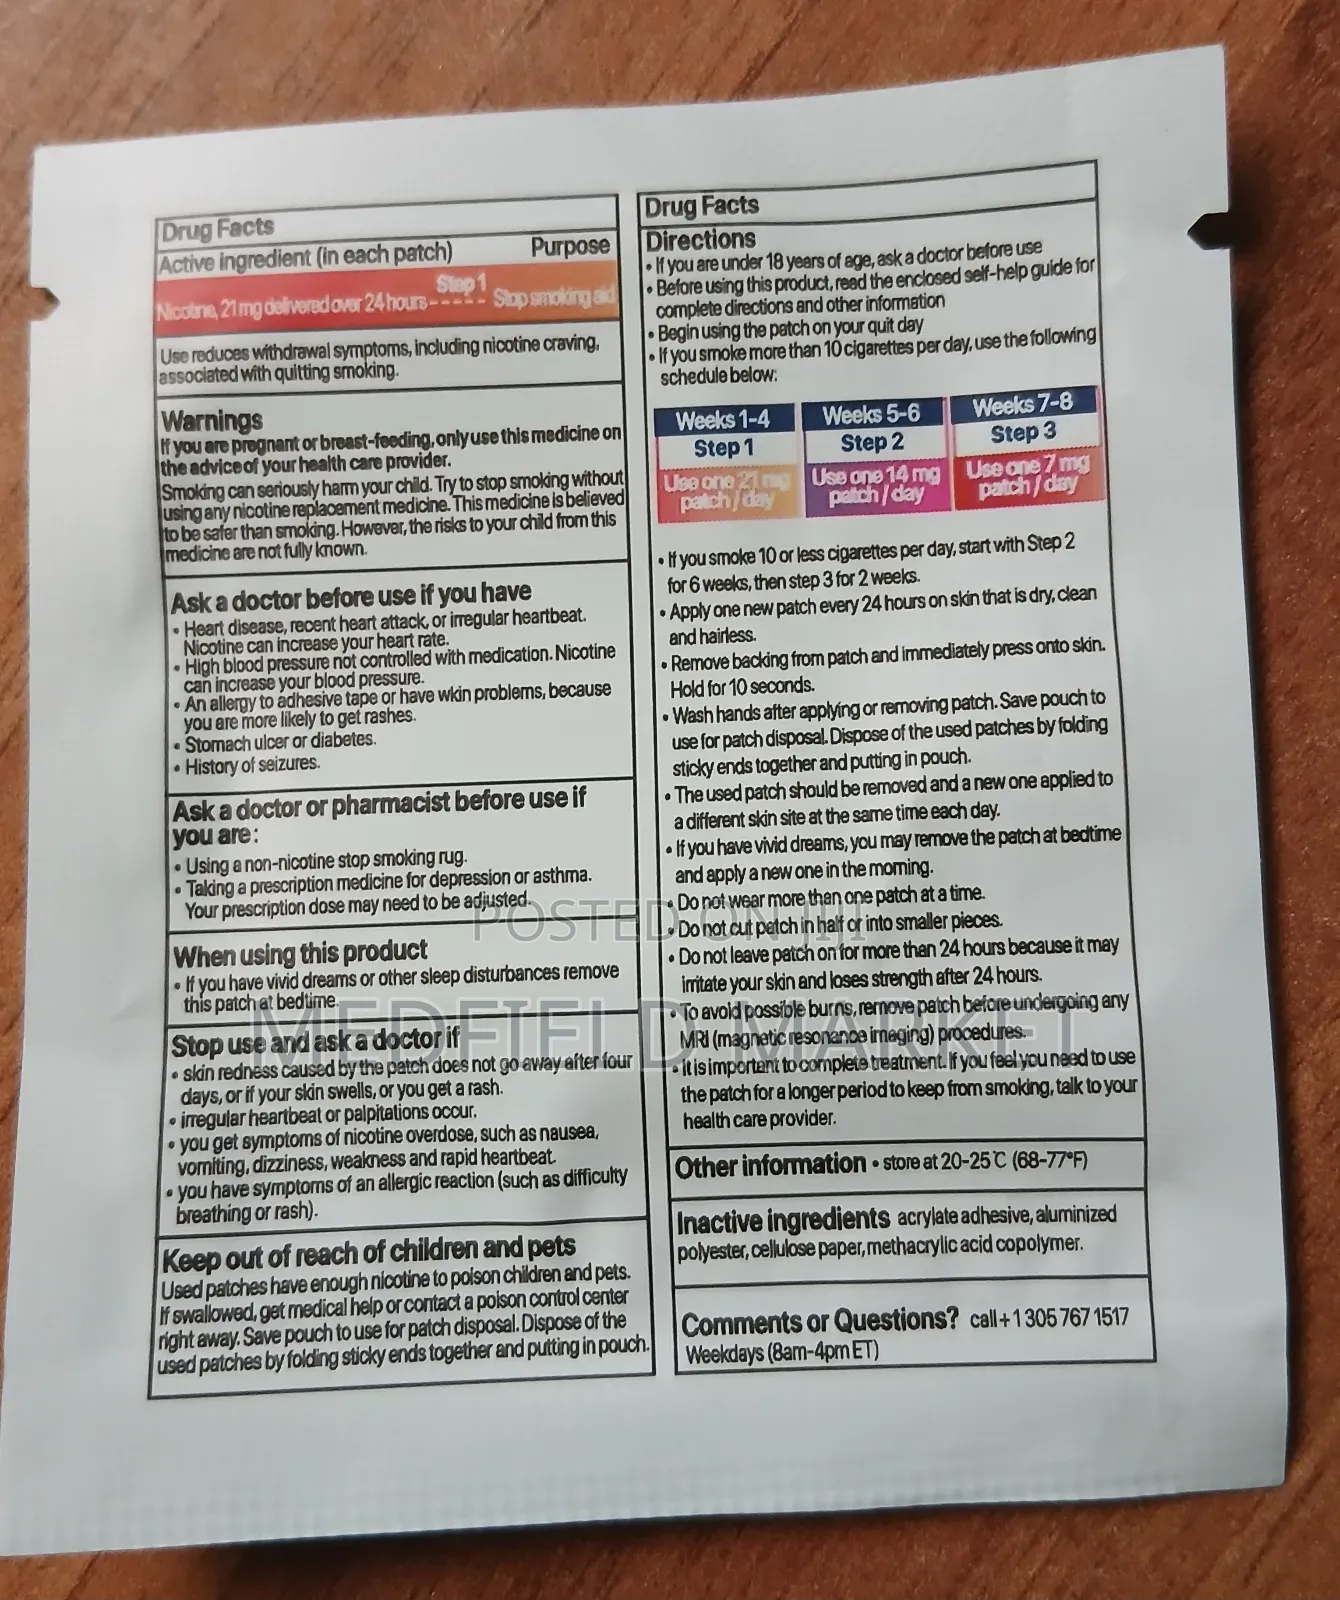 Drug Facts
Active ingredient (in each patch) Purpose
Step 1
Nicotine, 21 mg delivered over 24 hours ----- Stop smoking aid
Use reduces withdrawal symptoms, including nicotine craving,
associated with quitting smoking.
Warnings
If you are pregnant or breast-feeding, only use this medicine on
the advice of your health care provider.
Smoking can seriously harm your child. Try to stop smoking without
using any nicotine replacement medicine. This medicine is believed
to be safer than smoking. However, the risks to your child from this
medicine are not fully known.
Ask a doctor before use if you have
• Heart disease, recent heart attack, or irregular heartbeat.
Nicotine can increase your heart rate.
• High blood pressure not controlled with medication. Nicotine
can increase your blood pressure.
• An allergy to adhesive tape or have wkin problems, because
you are more likely to get rashes.
• Stomach ulcer or diabetes.
• History of seizures.
Ask a doctor or pharmacist before use if
you are:
• Using a non-nicotine stop smoking rug.
• Taking a prescription medicine for depression or asthma.
Your prescription dose may need to be adjusted.
When using this product
• If you have vivid dreams or other sleep disturbances remove
this patch at bedtime.
Stop use and ask a doctor if
• skin redness caused by the patch does not go away after four
days, or if your skin swells, or you get a rash.
• irregular heartbeat or palpitations occur.
• you get symptoms of nicotine overdose, such as nausea,
vomiting, dizziness, weakness and rapid heartbeat.
• you have symptoms of an allergic reaction (such as difficulty
breathing or rash).
Keep out of reach of children and pets
Used patches have enough nicotine to poison children and pets.
If swallowed, get medical help or contact a poison control center
right away. Save pouch to use for patch disposal. Dispose of the
used patches by folding sticky ends together and putting in pouch.
Drug Facts
Directions
• If you are under 18 years of age, ask a doctor before use
• Before using this product, read the enclosed self-help guide for
complete directions and other information
• Begin using the patch on your quit day
• If you smoke more than 10 cigarettes per day, use the following
schedule below:
Weeks 1-4 Weeks 5-6 Weeks 7-8
Step 1 Step 2 Step 3
Use one 21 mg Use one 14 mg Use one 7 mg
patch / day patch / day patch / day
• If you smoke 10 or less cigarettes per day, start with Step 2
for 6 weeks, then step 3 for 2 weeks.
• Apply one new patch every 24 hours on skin that is dry, clean
and hairless.
• Remove backing from patch and immediately press onto skin.
Hold for 10 seconds.
• Wash hands after applying or removing patch. Save pouch to
use for patch disposal. Dispose of the used patches by folding
sticky ends together and putting in pouch.
• The used patch should be removed and a new one applied to
a different skin site at the same time each day.
• If you have vivid dreams, you may remove the patch at bedtime
and apply a new one in the morning.
• Do not wear more than one patch at a time.
• Do not cut patch in half or into smaller pieces.
• Do not leave patch on for more than 24 hours because it may
irritate your skin and loses strength after 24 hours.
• To avoid possible burns, remove patch before undergoing any
MRI (magnetic resonance imaging) procedures.
• It is important to complete treatment. If you feel you need to use
the patch for a longer period to keep from smoking, talk to your
health care provider.
Other information • store at 20-25℃ (68-77°F)
Inactive ingredients acrylate adhesive, aluminized
polyester, cellulose paper, methacrylic acid copolymer.
Comments or Questions? call + 1 305 767 1517
Weekdays (8am-4pm ET)
POSTED ON JIJI
MEDFIELD MARKET